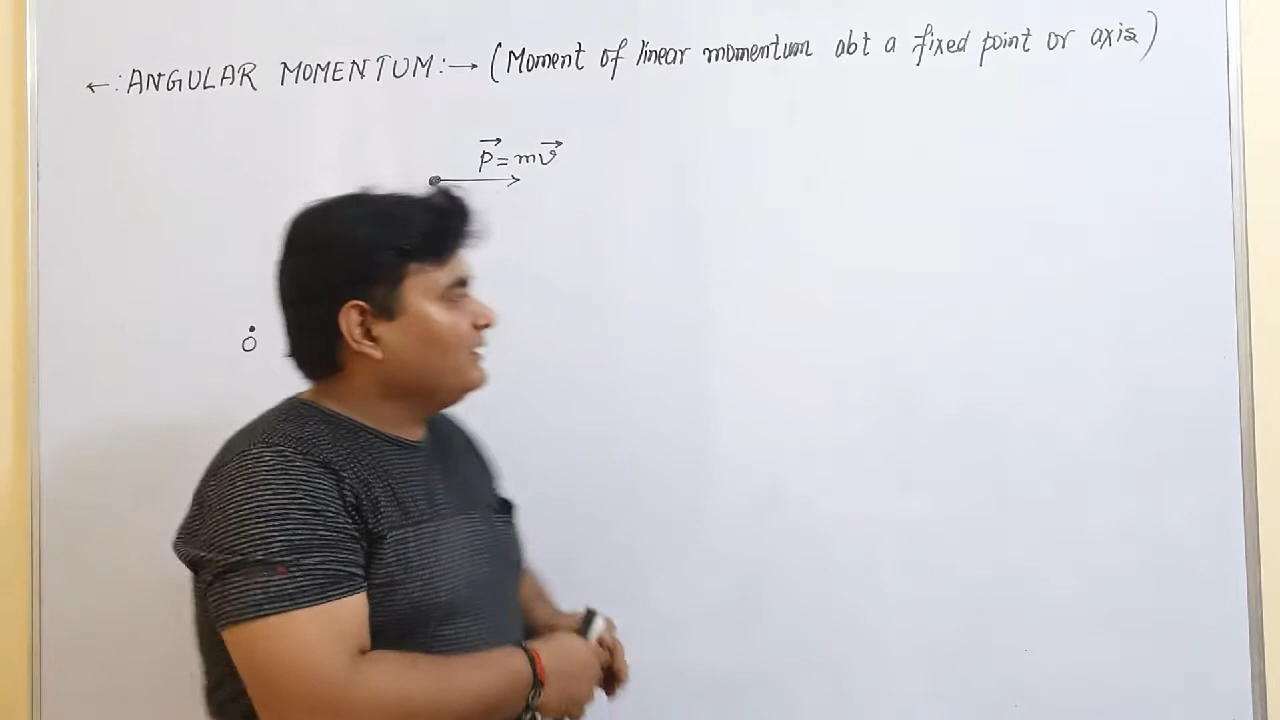 ←:ANGULAR MOMENTUM:→ (Moment of linear momentum abt a fixed point or axis)
p⃗ = mv⃗
O